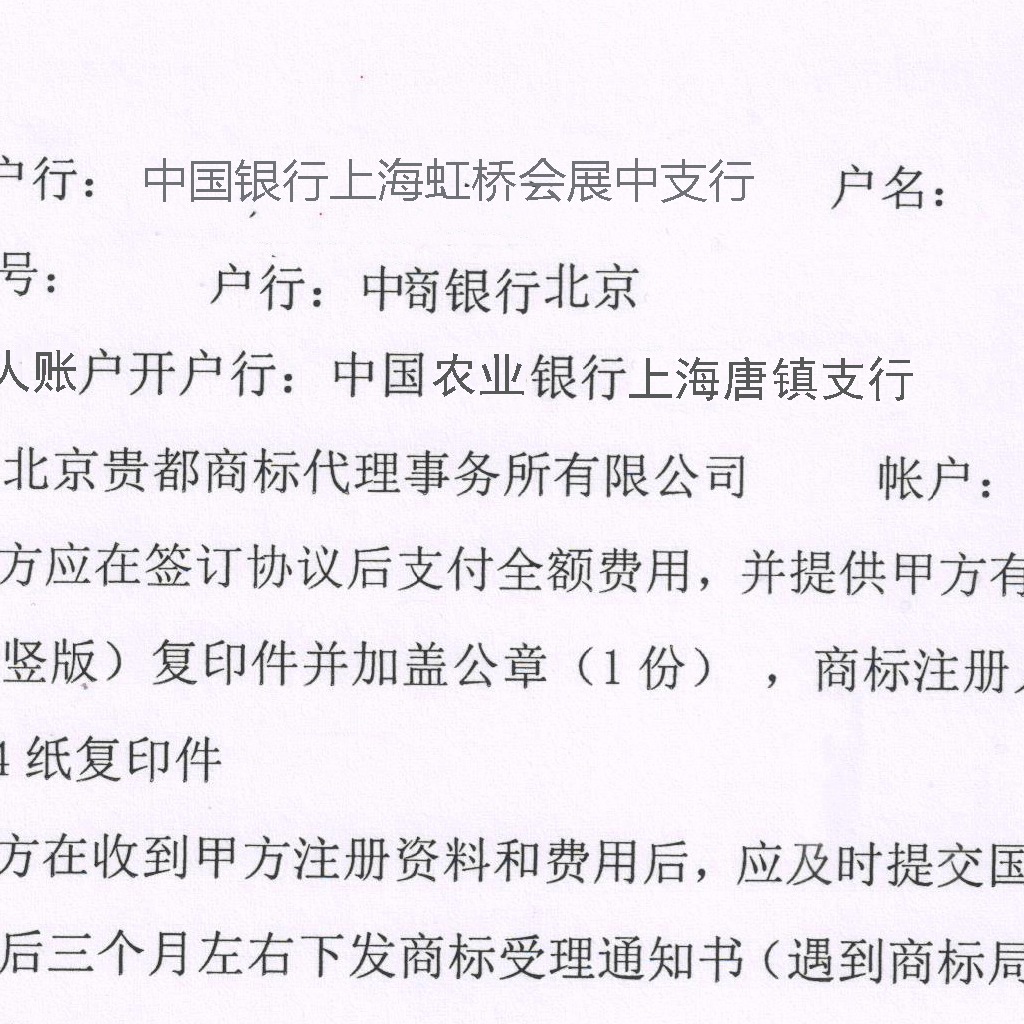 户行：中国银行上海虹桥会展中支行 户名：
号： 户行：中商银行北京
人账户开户行：中国农业银行上海唐镇支行
北京贵都商标代理事务所有限公司 帐户：
方应在签订协议后支付全额费用，并提供甲方有
竖版）复印件并加盖公章（1份），商标注册人
4纸复印件
方在收到甲方注册资料和费用后，应及时提交国
后三个月左右下发商标受理通知书（遇到商标局